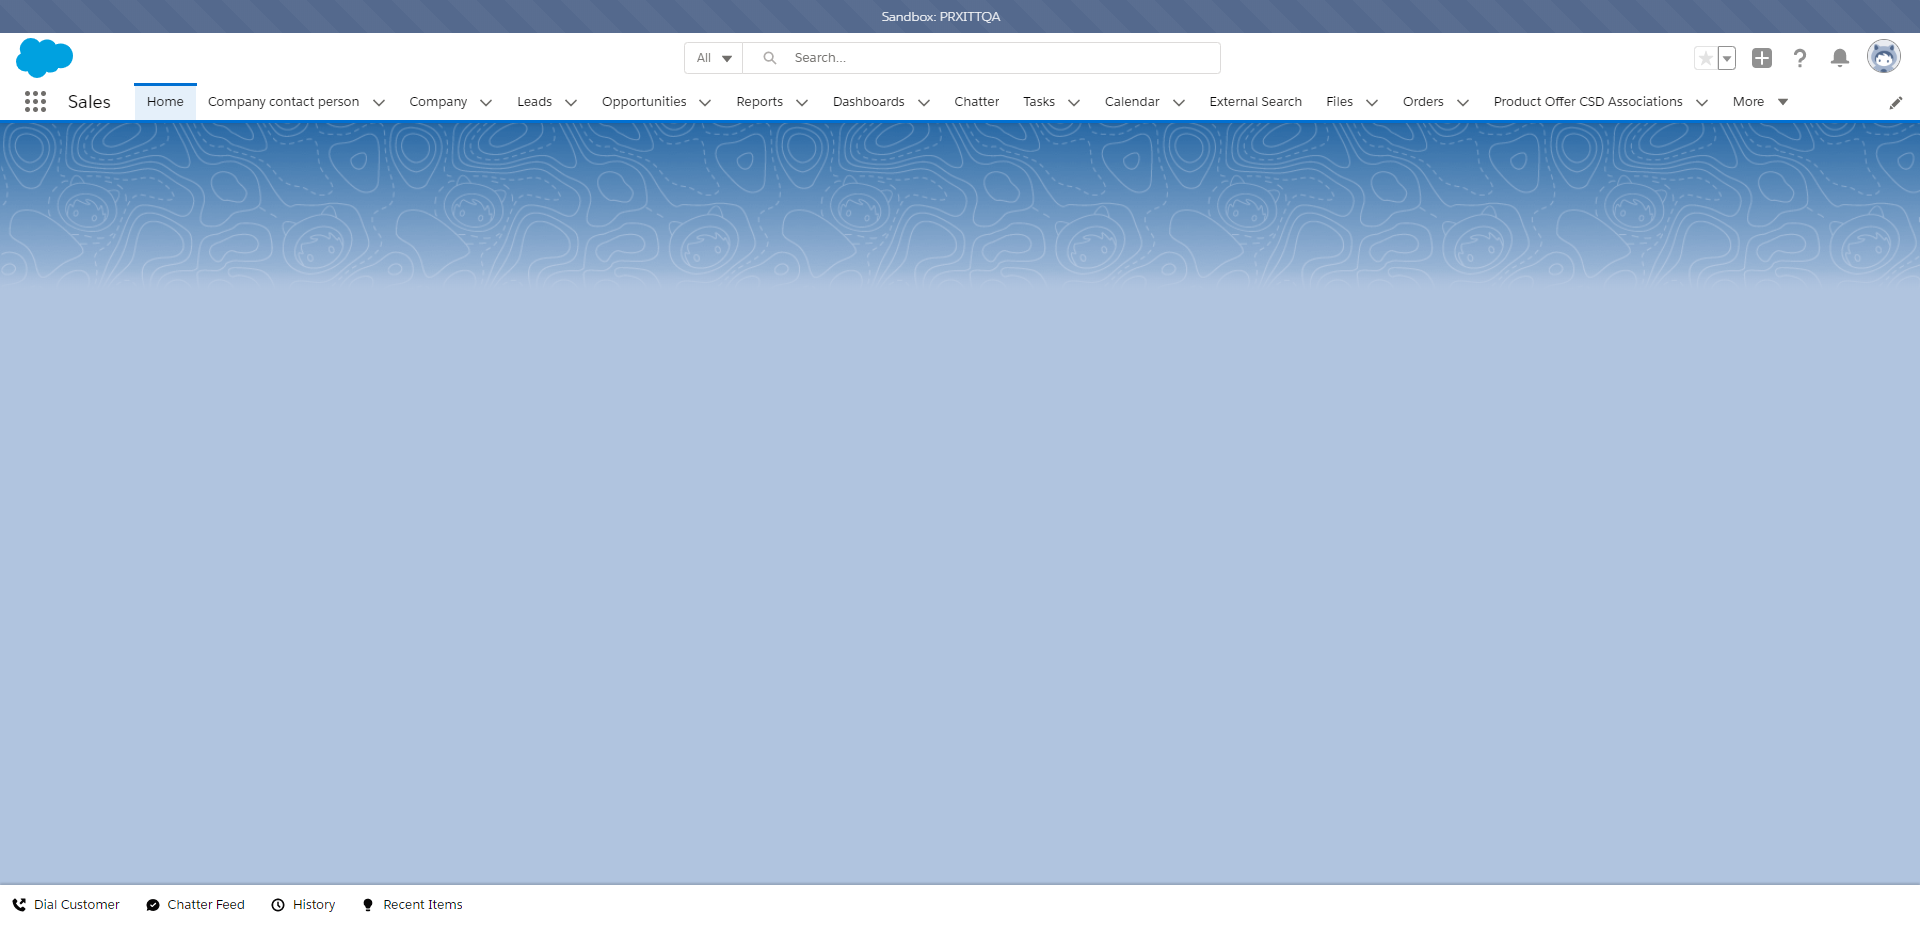 Sandbox: PRXITTQA
All
Search...
Sales
Home
Company contact person
Company
Leads
Opportunities
Reports
Dashboards
Chatter
Tasks
Calendar
External Search
Files
Orders
Product Offer CSD Associations
More
Dial Customer
Chatter Feed
History
Recent Items